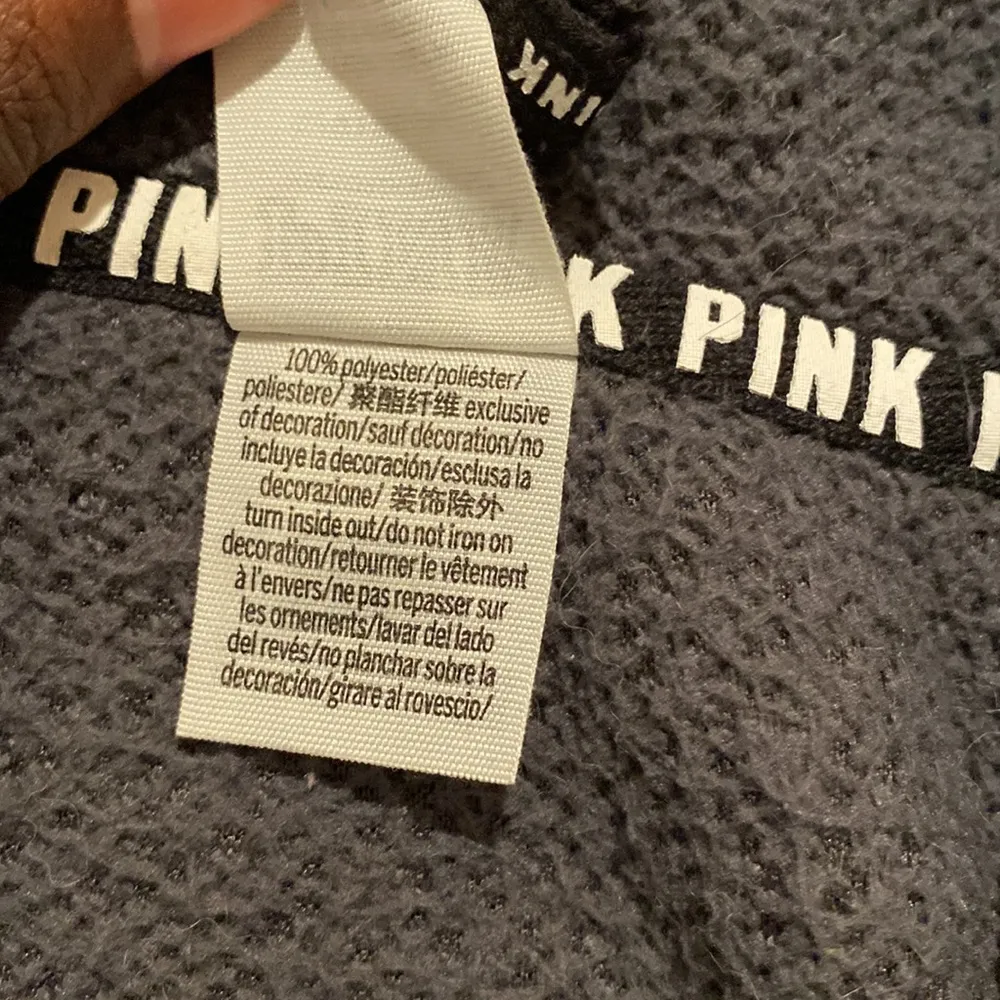 INK
PIN
K PINK
100% polyester/poliéster/
poliestere/ 聚酯纤维 exclusive
of decoration/sauf décoration/no
incluye la decoración/esclusa la
decorazione/ 装饰除外
turn inside out/do not iron on
decoration/retourner le vêtement
à l'envers/ne pas repasser sur
les ornements/lavar del lado
del revés/no planchar sobre la
decoración/girare al rovescio/